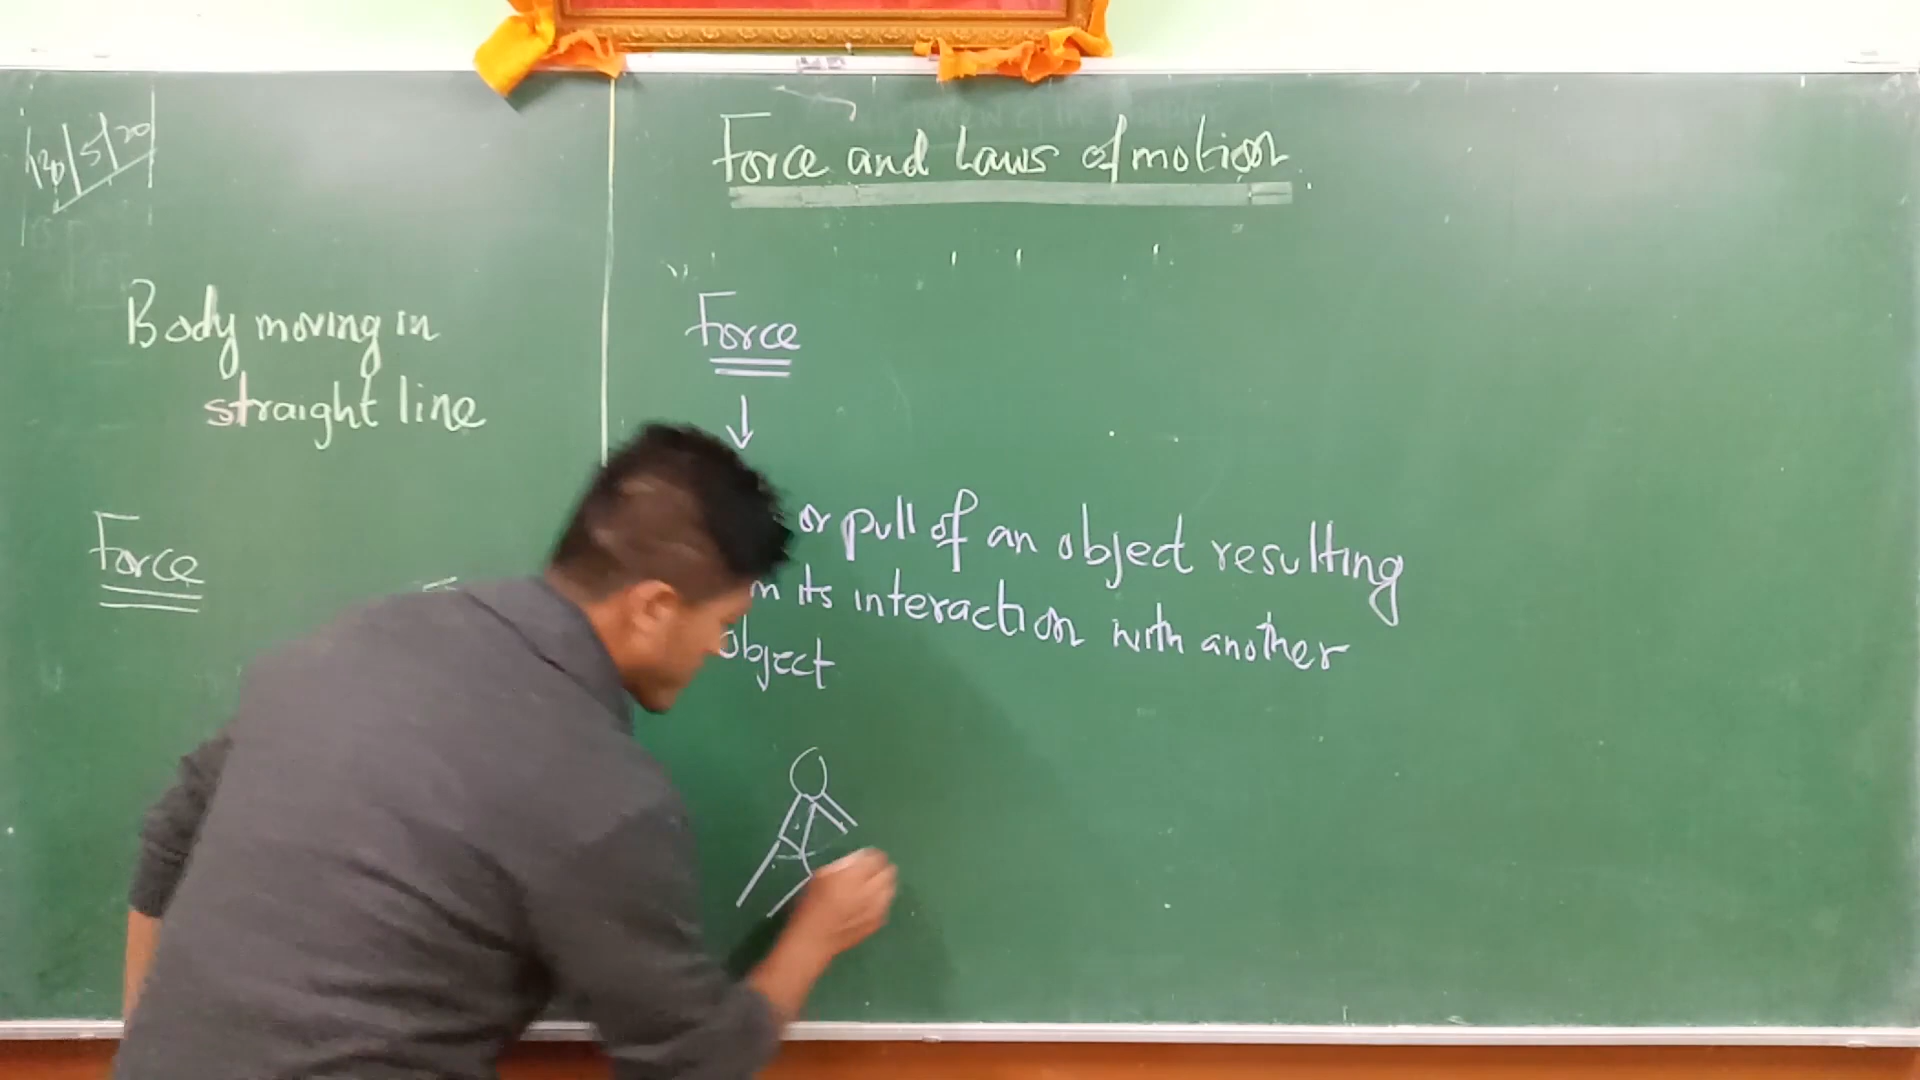 Force and Laws of motion
Body moving in
straight line
Force
Force
or pull of an object resulting
its interaction with another
object